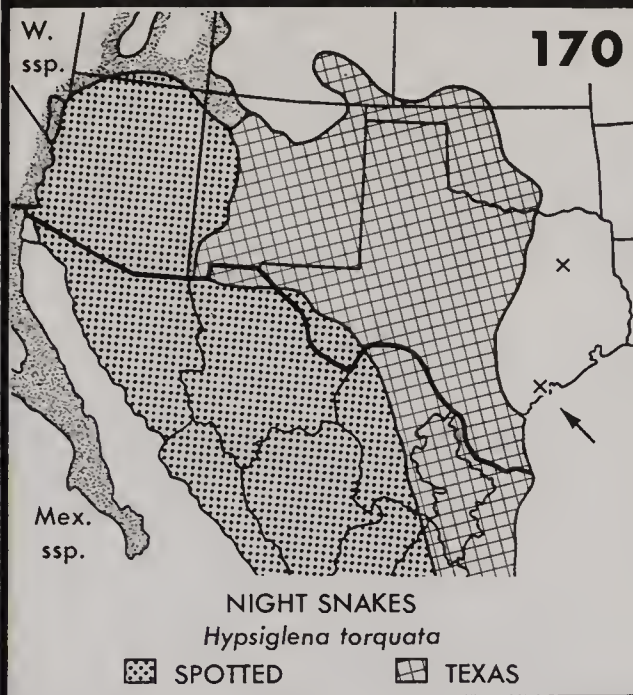 W.
ssp.
170
Mex.
ssp.
NIGHT SNAKES
Hypsiglena torquata
SPOTTED TEXAS